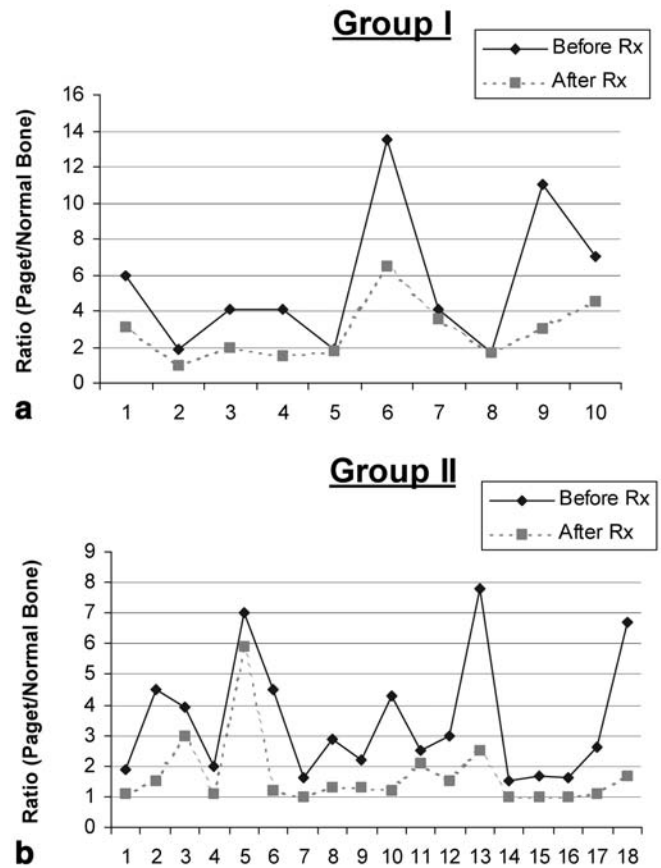 Group I
Before Rx
After Rx
Ratio (Paget/Normal Bone)
16
14
12
10
8
6
4
2
0
1 2 3 4 5 6 7 8 9 10
a
Group II
Before Rx
After Rx
Ratio (Paget/Normal Bone)
9
8
7
6
5
4
3
2
1
0
1 2 3 4 5 6 7 8 9 10 11 12 13 14 15 16 17 18
b